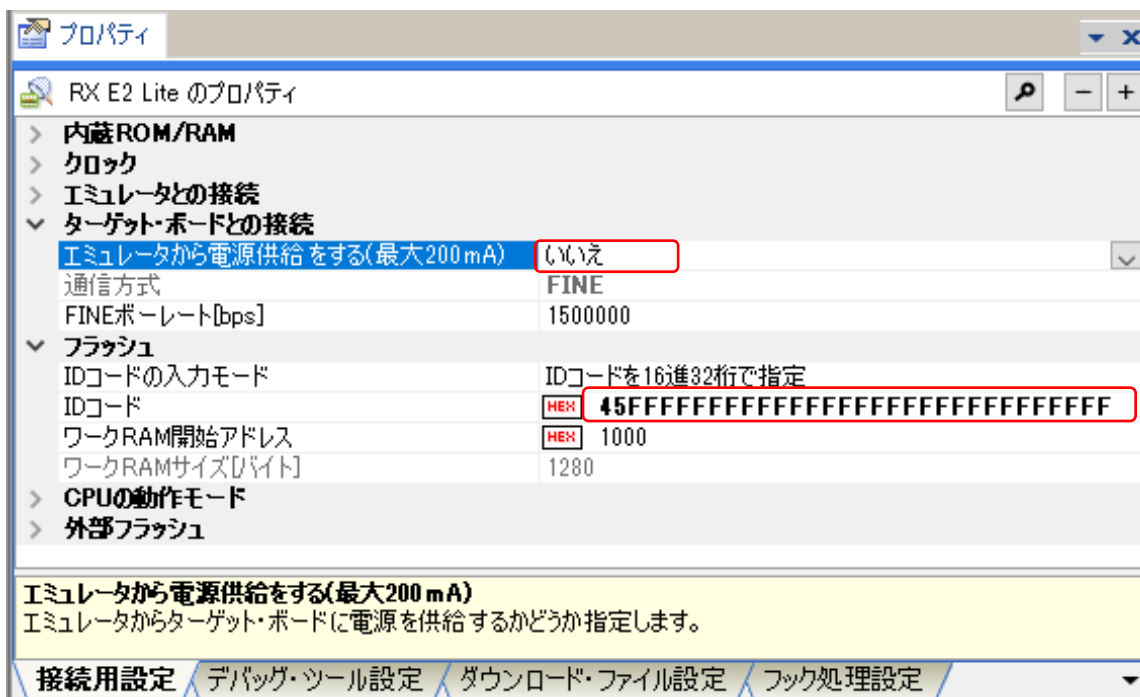 プロパティ
RX E2 Lite のプロパティ
内蔵ROM/RAM
クロック
エミュレータとの接続
ターゲット・ボードとの接続
エミュレータから電源供給をする(最大200mA) いいえ
通信方式 FINE
FINEボーレート[bps] 1500000
フラッシュ
IDコードの入力モード IDコードを16進32桁で指定
IDコード HEX 45FFFFFFFFFFFFFFFFFFFFFFFFFFFFFF
ワークRAM開始アドレス HEX 1000
ワークRAMサイズ[バイト] 1280
CPUの動作モード
外部フラッシュ
エミュレータから電源供給をする(最大200mA)
エミュレータからターゲット・ボードに電源を供給するかどうか指定します。
接続用設定 デバッグ・ツール設定 ダウンロード・ファイル設定 フック処理設定